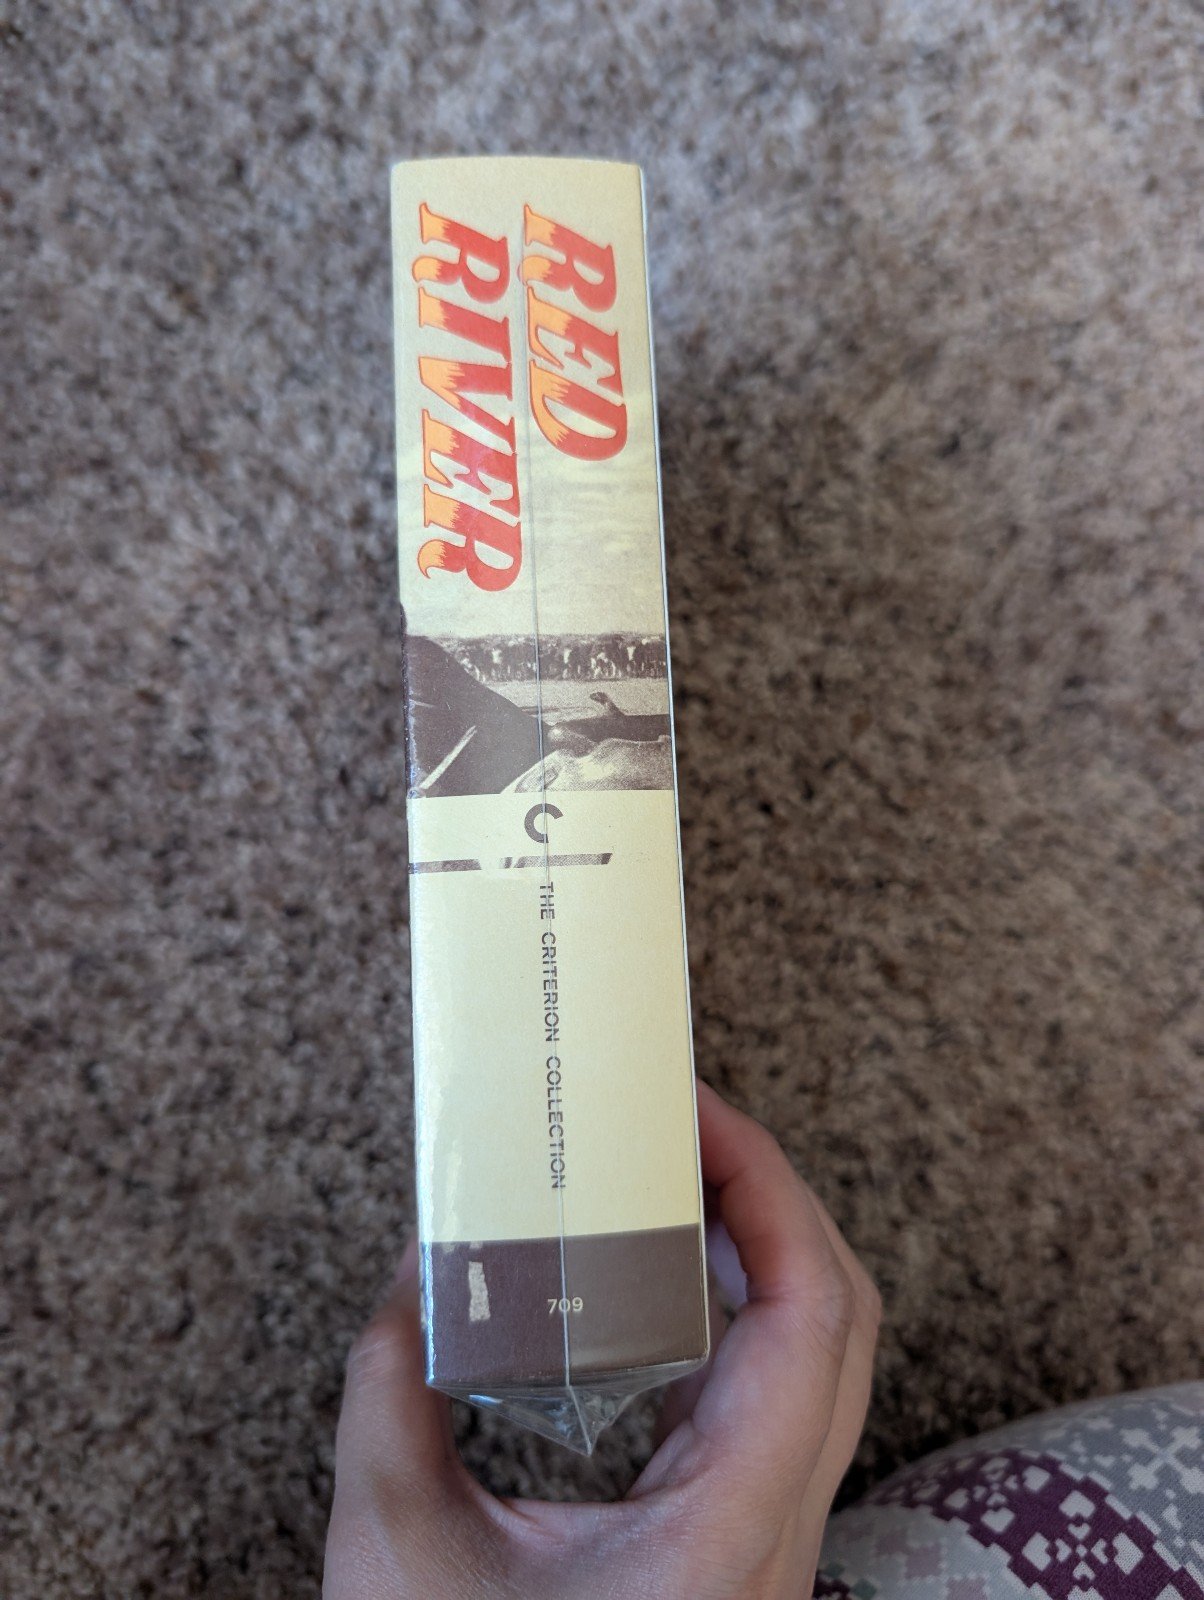 RED
RIVER
C
THE CRITERION COLLECTION
709